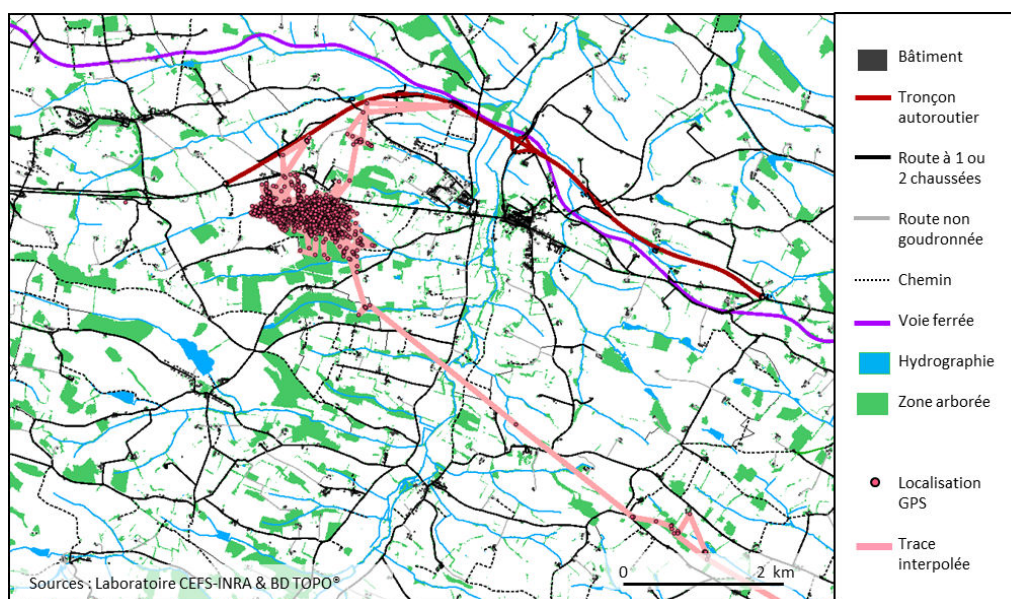 Bâtiment
Tronçon
autoroutier
Route à 1 ou
2 chaussées
Route non
goudronnée
Chemin
Voie ferrée
Hydrographie
Zone arborée
Localisation
GPS
Trace
interpolée
Sources : Laboratoire CEFS-INRA & BD TOPO®
0 2 km